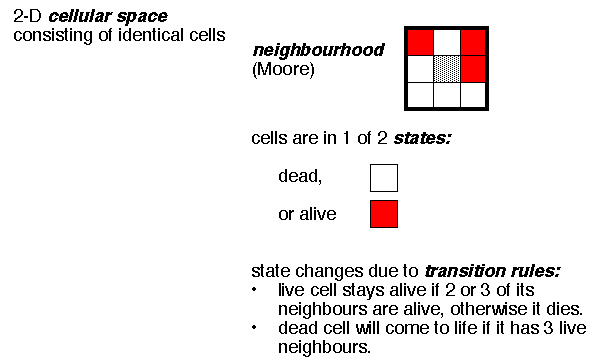 2-D cellular space
consisting of identical cells
neighbourhood
(Moore)
cells are in 1 of 2 states:
dead,
or alive
state changes due to transition rules:
• live cell stays alive if 2 or 3 of its
neighbours are alive, otherwise it dies.
• dead cell will come to life if it has 3 live
neighbours.